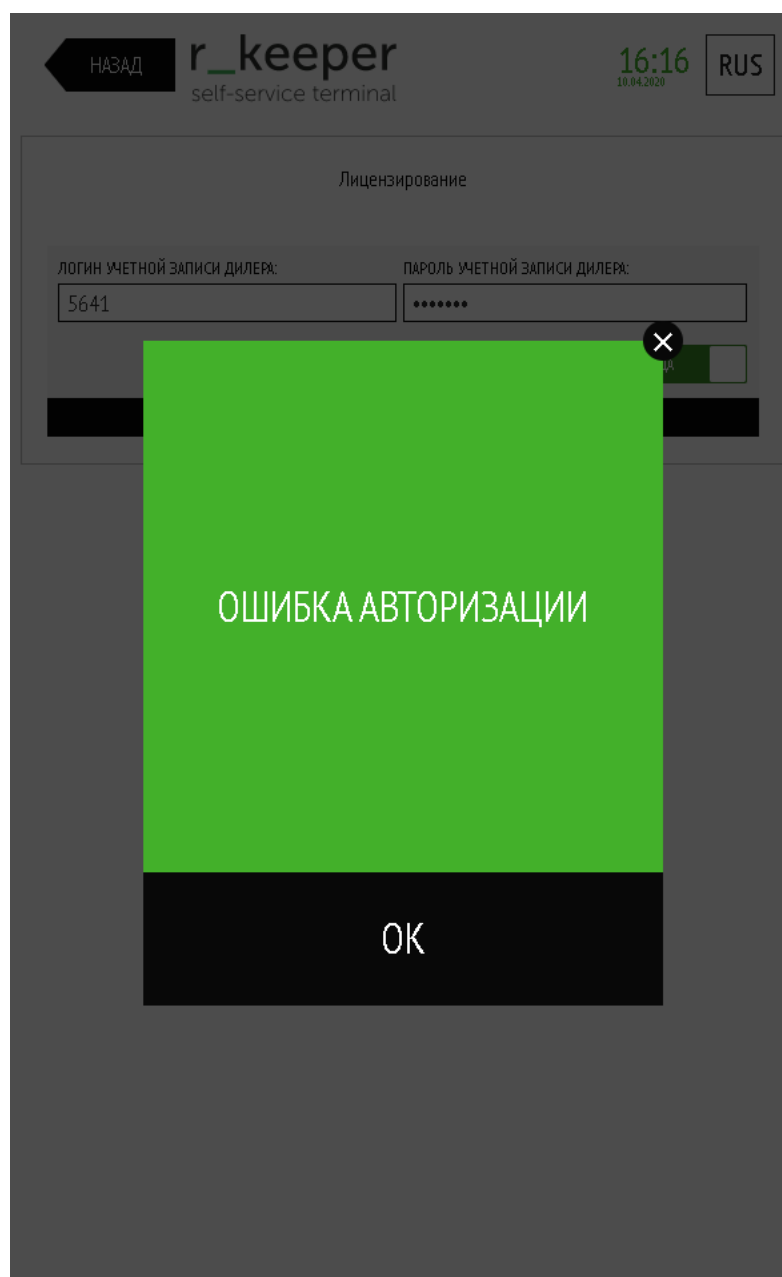 НАЗАД
r_keeper
self-service terminal
16:16
10.04.2020
RUS
Лицензирование
ЛОГИН УЧЕТНОЙ ЗАПИСИ ДИЛЕРА:
ПАРОЛЬ УЧЕТНОЙ ЗАПИСИ ДИЛЕРА:
5641
•••••••
ОШИБКА АВТОРИЗАЦИИ
ОК